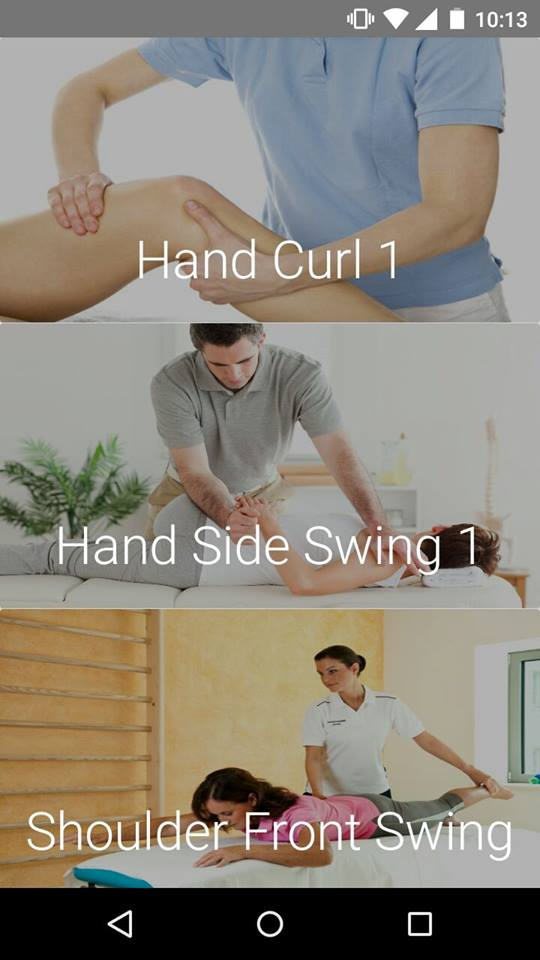 10:13
Hand Curl 1
Hand Side Swing 1
Shoulder Front Swing